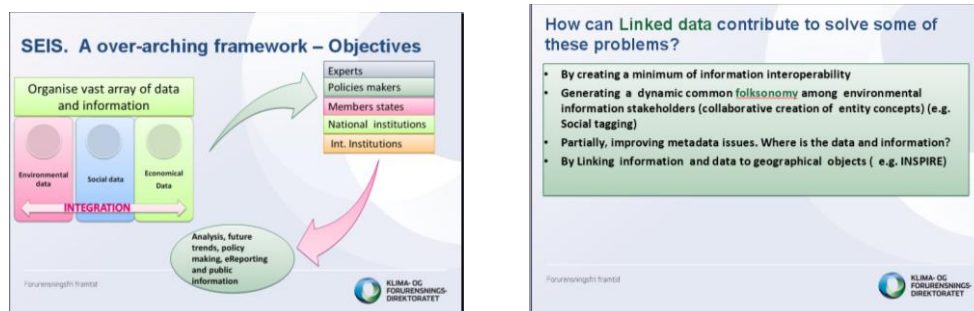 SEIS. A over-arching framework – Objectives
Organise vast array of data
and information
Environmental
data
Social data
Economical
Data
INTEGRATION
Experts
Policies makers
Members states
National institutions
Int. Institutions
Analysis, future
trends, policy
making, eReporting
and public
information
Forurensningsfri framtid
KLIMA- OG
FORURENSNINGS-
DIREKTORATET
How can Linked data contribute to solve some of
these problems?
• By creating a minimum of information interoperability
• Generating a dynamic common folksonomy among environmental
information stakeholders (collaborative creation of entity concepts) (e.g.
Social tagging)
• Partially, improving metadata issues. Where is the data and information?
• By Linking information and data to geographical objects ( e.g. INSPIRE)
Forurensningsfri framtid
KLIMA- OG
FORURENSNINGS-
DIREKTORATET